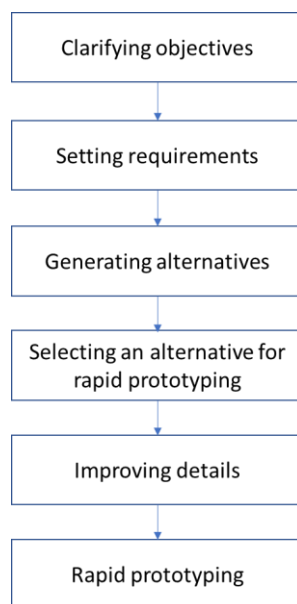 Clarifying objectives
Setting requirements
Generating alternatives
Selecting an alternative for
rapid prototyping
Improving details
Rapid prototyping